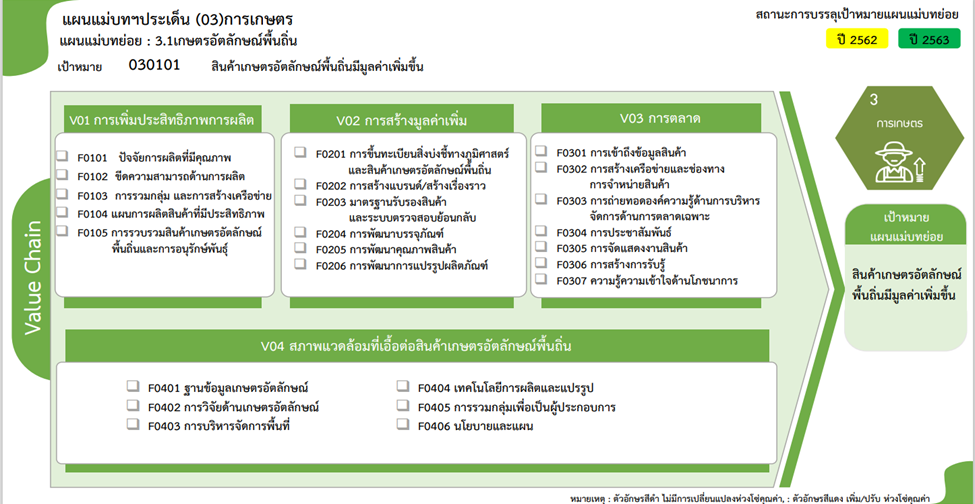 แผนแม่บทฯประเด็น (03)การเกษตร
แผนแม่บทย่อย : 3.1เกษตรอัตลักษณ์พื้นถิ่น
เป้าหมาย 030101 สินค้าเกษตรอัตลักษณ์พื้นถิ่นมีมูลค่าเพิ่มขึ้น
สถานะการบรรลุเป้าหมายแผนแม่บทย่อย
ปี 2562 ปี 2563
Value Chain
V01 การเพิ่มประสิทธิภาพการผลิต
F0101 ปัจจัยการผลิตที่มีคุณภาพ
F0102 ขีดความสามารถด้านการผลิต
F0103 การรวมกลุ่ม และการสร้างเครือข่าย
F0104 แผนการผลิตสินค้าที่มีประสิทธิภาพ
F0105 การรวบรวมสินค้าเกษตรอัตลักษณ์
พื้นถิ่นและการอนุรักษ์พันธุ์
V02 การสร้างมูลค่าเพิ่ม
F0201 การขึ้นทะเบียนสิ่งบ่งชี้ทางภูมิศาสตร์
และสินค้าเกษตรอัตลักษณ์พื้นถิ่น
F0202 การสร้างแบรนด์/สร้างเรื่องราว
F0203 มาตรฐานรับรองสินค้า
และระบบตรวจสอบย้อนกลับ
F0204 การพัฒนาบรรจุภัณฑ์
F0205 การพัฒนาคุณภาพสินค้า
F0206 การพัฒนาการแปรรูปผลิตภัณฑ์
V03 การตลาด
F0301 การเข้าถึงข้อมูลสินค้า
F0302 การสร้างเครือข่ายและช่องทาง
การจำหน่ายสินค้า
F0303 การถ่ายทอดองค์ความรู้ด้านการบริหาร
จัดการด้านการตลาดเฉพาะ
F0304 การประชาสัมพันธ์
F0305 การจัดแสดงงานสินค้า
F0306 การสร้างการรับรู้
F0307 ความรู้ความเข้าใจด้านโภชนาการ
V04 สภาพแวดล้อมที่เอื้อต่อสินค้าเกษตรอัตลักษณ์พื้นถิ่น
F0401 ฐานข้อมูลเกษตรอัตลักษณ์
F0402 การวิจัยด้านเกษตรอัตลักษณ์
F0403 การบริหารจัดการพื้นที่
F0404 เทคโนโลยีการผลิตและแปรรูป
F0405 การรวมกลุ่มเพื่อเป็นผู้ประกอบการ
F0406 นโยบายและแผน
3
การเกษตร
เป้าหมาย
แผนแม่บทย่อย
สินค้าเกษตรอัตลักษณ์
พื้นถิ่นมีมูลค่าเพิ่มขึ้น
หมายเหตุ : ตัวอักษรสีดำ ไม่มีการเปลี่ยนแปลงห่วงโซ่คุณค่า, : ตัวอักษรสีแดง เพิ่ม/ปรับ ห่วงโซ่คุณค่า